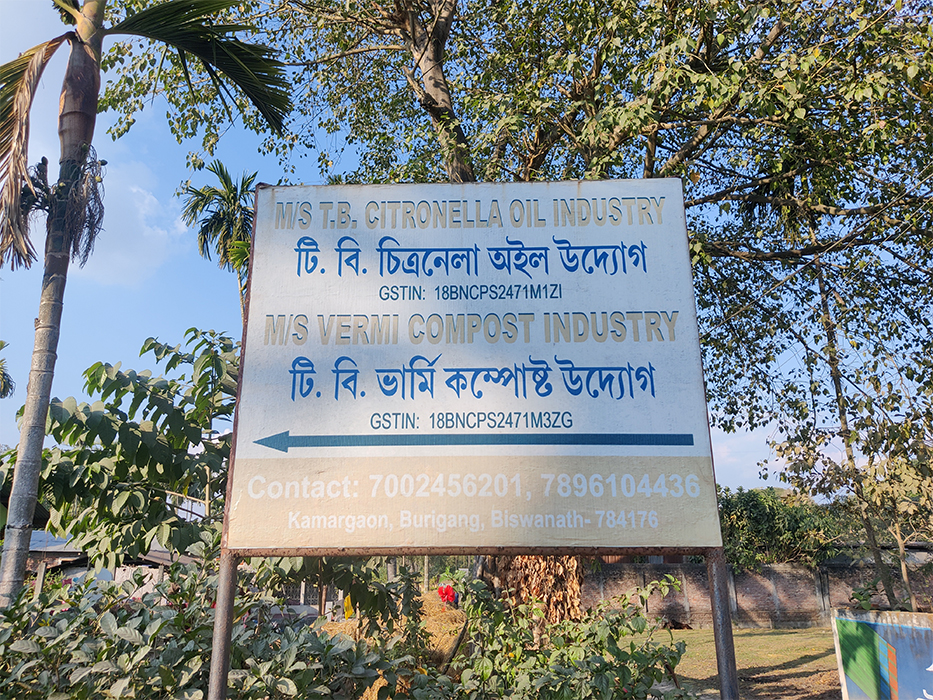 M/S T.B. CITRONELLA OIL INDUSTRY
টি. বি. চিত্ৰনেলা অইল উদ্যোগ
GSTIN: 18BNCPS2471M1ZI
M/S VERMI COMPOST INDUSTRY
টি. বি. ভাৰ্মি কম্পোষ্ট উদ্যোগ
GSTIN: 18BNCPS2471M3ZG
Contact: 7002456201, 7896104436
Kamargaon, Burigang, Biswanath- 784176